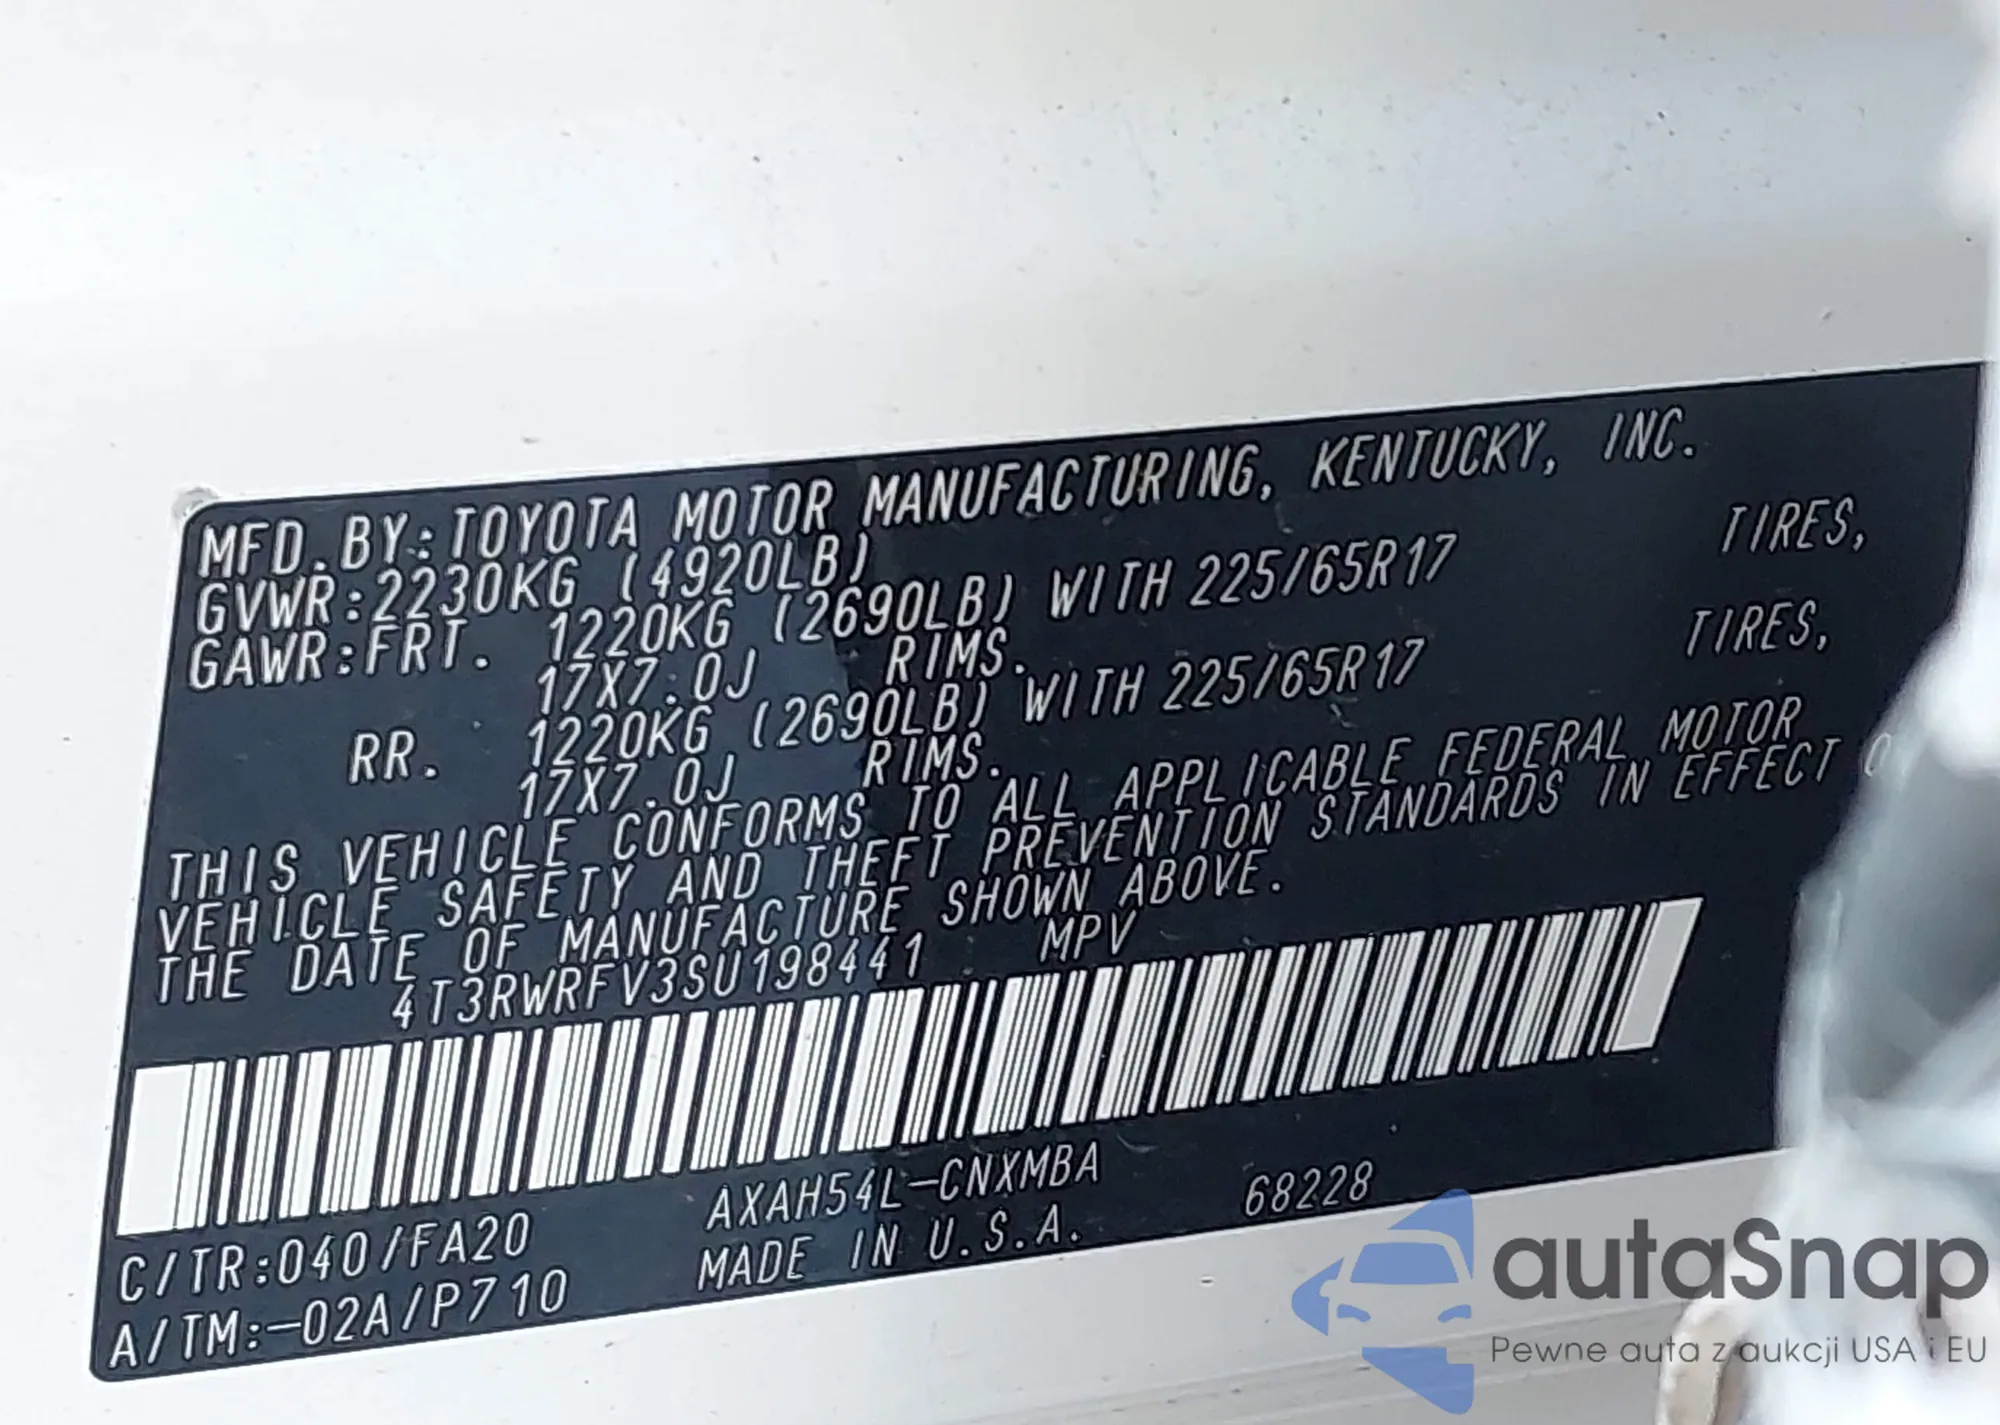 MFD.BY:TOYOTA MOTOR MANUFACTURING, KENTUCKY, INC.
GVWR:2230KG (4920LB)
GAWR:FRT. 1220KG (2690LB) WITH 225/65R17 TIRES,
17X7.0J RIMS.
RR. 1220KG (2690LB) WITH 225/65R17 TIRES,
17X7.0J RIMS.
THIS VEHICLE CONFORMS TO ALL APPLICABLE FEDERAL MOTOR
VEHICLE SAFETY AND THEFT PREVENTION STANDARDS IN EFFECT
THE DATE OF MANUFACTURE SHOWN ABOVE.
4T3RWRFV3SU198441 MPV
C/TR:040/FA20 AXAH54L-CNXMBA 68228
A/TM:-02A/P710 MADE IN U.S.A.
autaSnap
Pewne auta z aukcji USA i EU